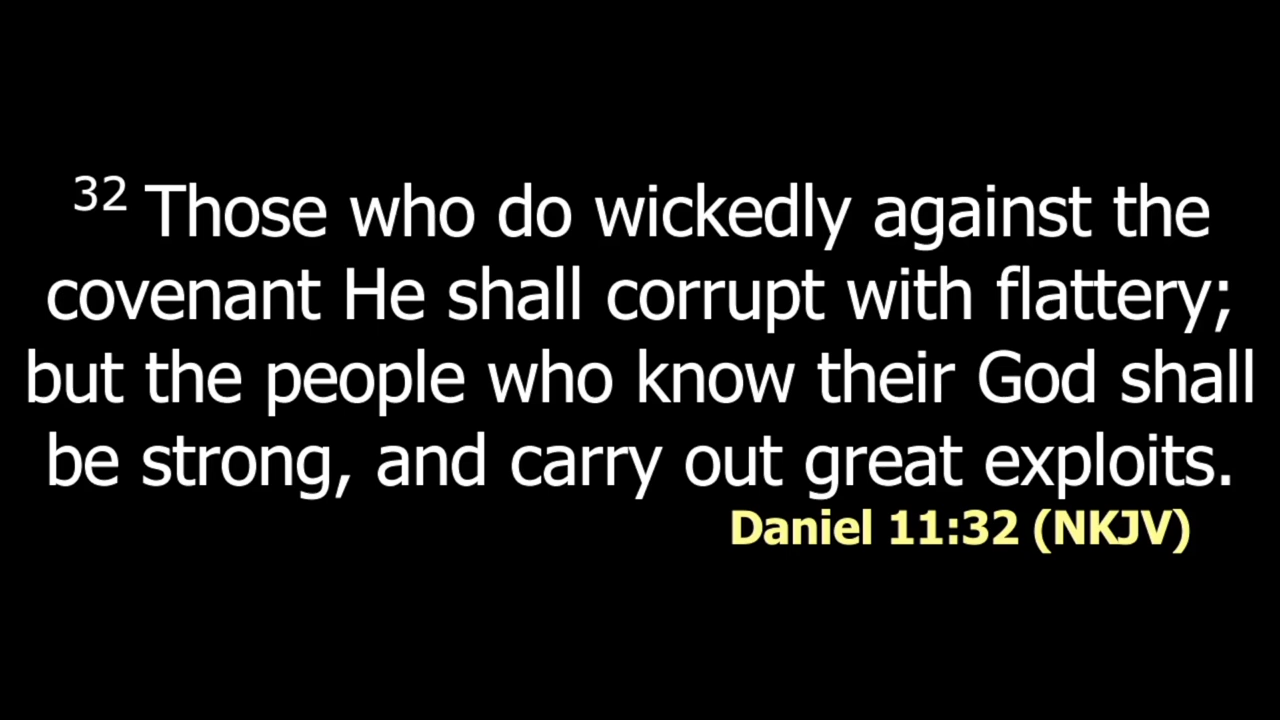 32 Those who do wickedly against the
covenant He shall corrupt with flattery;
but the people who know their God shall
be strong, and carry out great exploits.
Daniel 11:32 (NKJV)